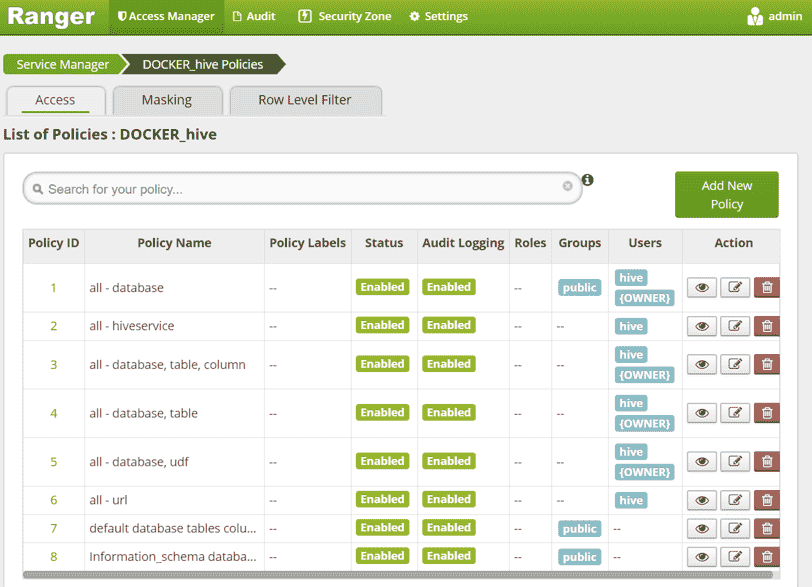 Ranger Access Manager Audit Security Zone Settings admin
Service Manager DOCKER_hive Policies
Access Masking Row Level Filter
List of Policies : DOCKER_hive
Search for your policy...
Add New
Policy
Policy ID Policy Name Policy Labels Status Audit Logging Roles Groups Users Action
1 all - database -- Enabled Enabled -- public hive
{OWNER}
2 all - hiveservice -- Enabled Enabled -- -- hive
3 all - database, table, column -- Enabled Enabled -- -- hive
{OWNER}
4 all - database, table -- Enabled Enabled -- -- hive
{OWNER}
5 all - database, udf -- Enabled Enabled -- -- hive
{OWNER}
6 all - url -- Enabled Enabled -- -- hive
7 default database tables colu... -- Enabled Enabled -- public --
8 Information_schema databa... -- Enabled Enabled -- public --